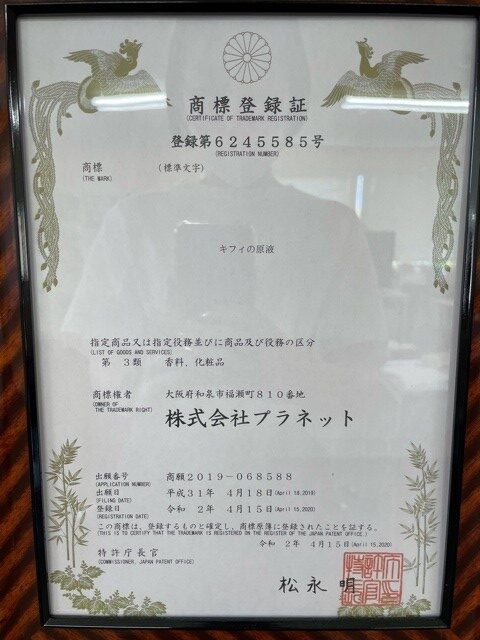 商標登録証
(CERTIFICATE OF TRADEMARK REGISTRATION)
登録第6245585号
(REGISTRATION NUMBER)
商標 (標準文字)
(THE MARK)
キフィの原液
指定商品又は指定役務並びに商品及び役務の区分
(LIST OF GOODS AND SERVICES)
第 3類 香料，化粧品
商標権者 大阪府和泉市福瀬町810番地
(OWNER OF THE TRADEMARK RIGHT)
株式会社プラネット
出願番号 商願2019-068588
(APPLICATION NUMBER)
出願日 平成31年 4月18日(April 18,2019)
(FILING DATE)
登録日 令和 2年 4月15日(April 15,2020)
(REGISTRATION DATE)
この商標は、登録するものと確定し、商標原簿に登録されたことを証する。
(THIS IS TO CERTIFY THAT THE TRADEMARK IS REGISTERED ON THE REGISTER OF THE JAPAN PATENT OFFICE.)
令和 2年 4月15日(April 15,2020)
特許庁長官
(COMMISSIONER, JAPAN PATENT OFFICE)
松永 明